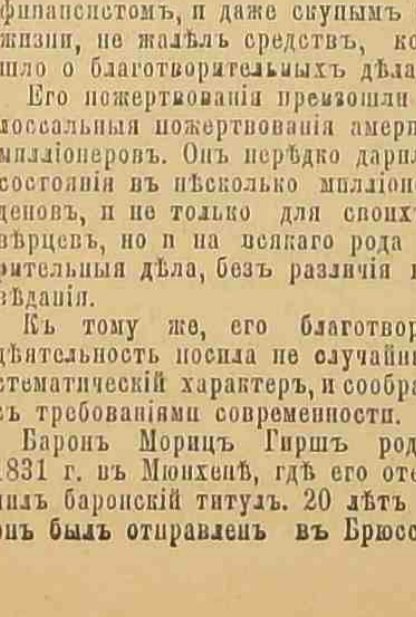 финансистомъ, и даже скупымъ
жизни, не жалѣлъ средствъ, ко
шло о благотворительныхъ дѣла
Его пожертвованія превзошли
лоссальныя пожертвованія амери
милліонеровъ. Онъ нерѣдко дарил
состоянія въ нѣсколько милліон
деновъ, и не только для своихъ
вѣрцевъ, но и на всякаго рода
рительныя дѣла, безъ различія
вѣданія.
Къ тому же, его благотвор
дѣятельность носила не случайн
стематическій характеръ, и сообра
съ требованіями современности.
Баронъ Морицъ Гиршъ род
1831 г. въ Мюнхенѣ, гдѣ его оте
чилъ баронскій титулъ. 20 лѣтъ
онъ былъ отправленъ въ Брюсс